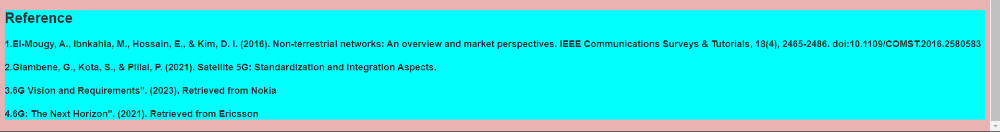 Reference
1.El-Mougy, A., Ibnkahla, M., Hossain, E., & Kim, D. I. (2016). Non-terrestrial networks: An overview and market perspectives. IEEE Communications Surveys & Tutorials, 18(4), 2465-2486. doi:10.1109/COMST.2016.2580583
2.Giambene, G., Kota, S., & Pillai, P. (2021). Satellite 5G: Standardization and Integration Aspects.
3.6G Vision and Requirements". (2023). Retrieved from Nokia
4.6G: The Next Horizon". (2021). Retrieved from Ericsson